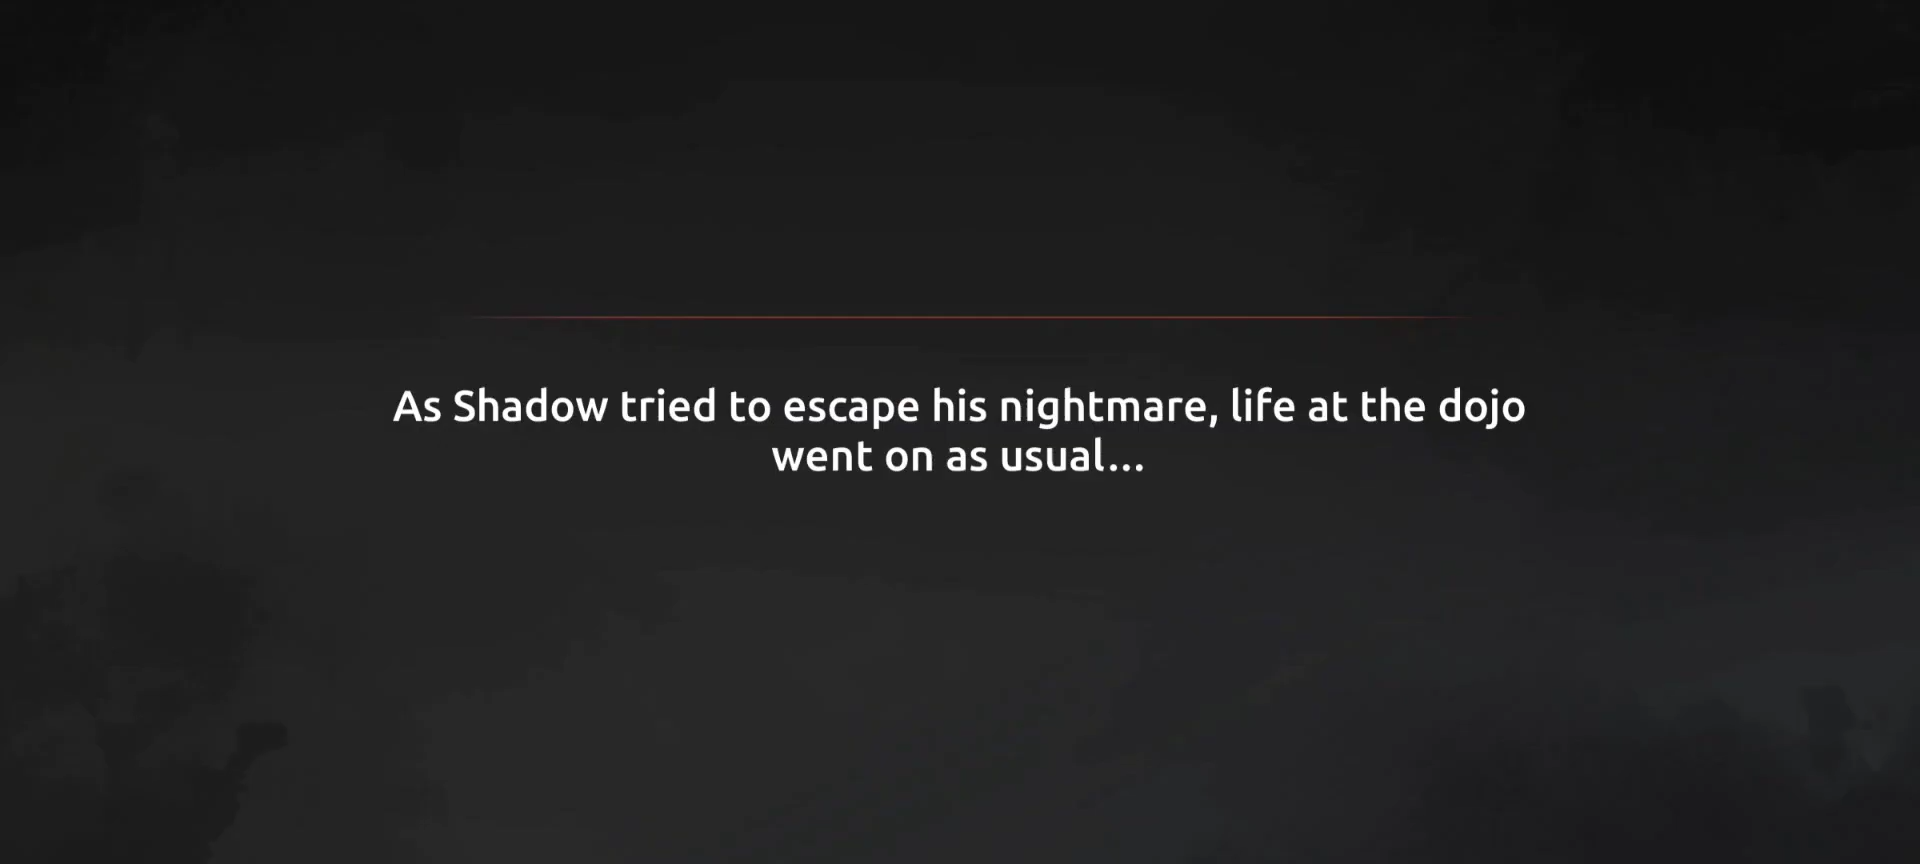 As Shadow tried to escape his nightmare, life at the dojo
went on as usual...